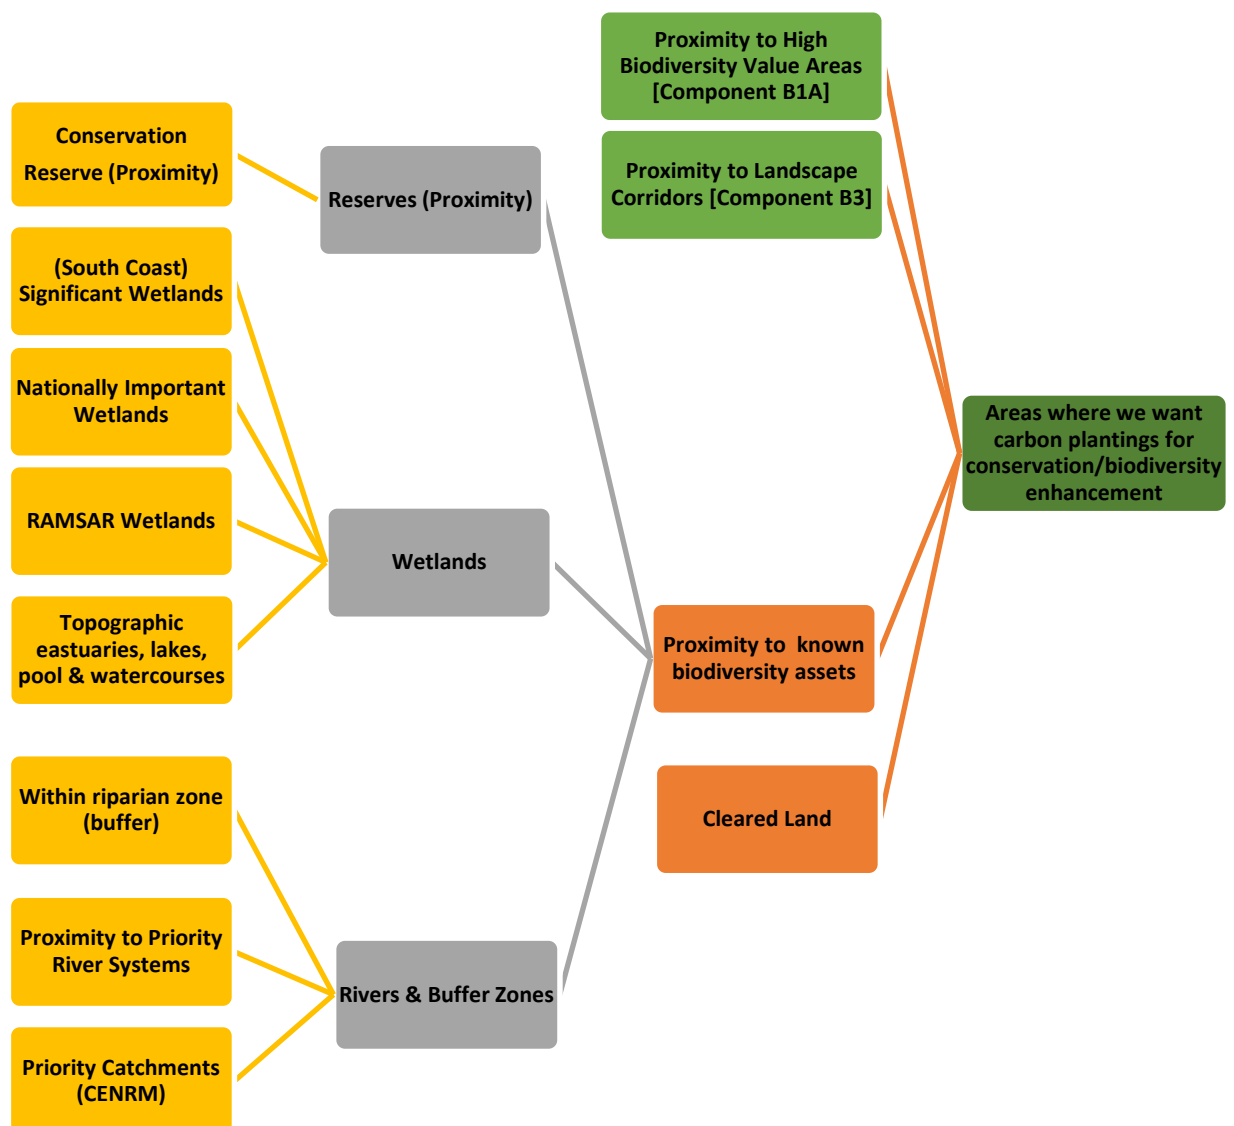 Proximity to High
Biodiversity Value Areas
[Component B1A]
Conservation
Reserve (Proximity)
Reserves (Proximity)
Proximity to Landscape
Corridors [Component B3]
(South Coast)
Significant Wetlands
Nationally Important
Wetlands
Areas where we want
carbon plantings for
conservation/biodiversity
enhancement
RAMSAR Wetlands
Wetlands
Topographic
eastuaries, lakes,
pool & watercourses
Proximity to known
biodiversity assets
Within riparian zone
(buffer)
Cleared Land
Proximity to Priority
River Systems
Rivers & Buffer Zones
Priority Catchments
(CENRM)